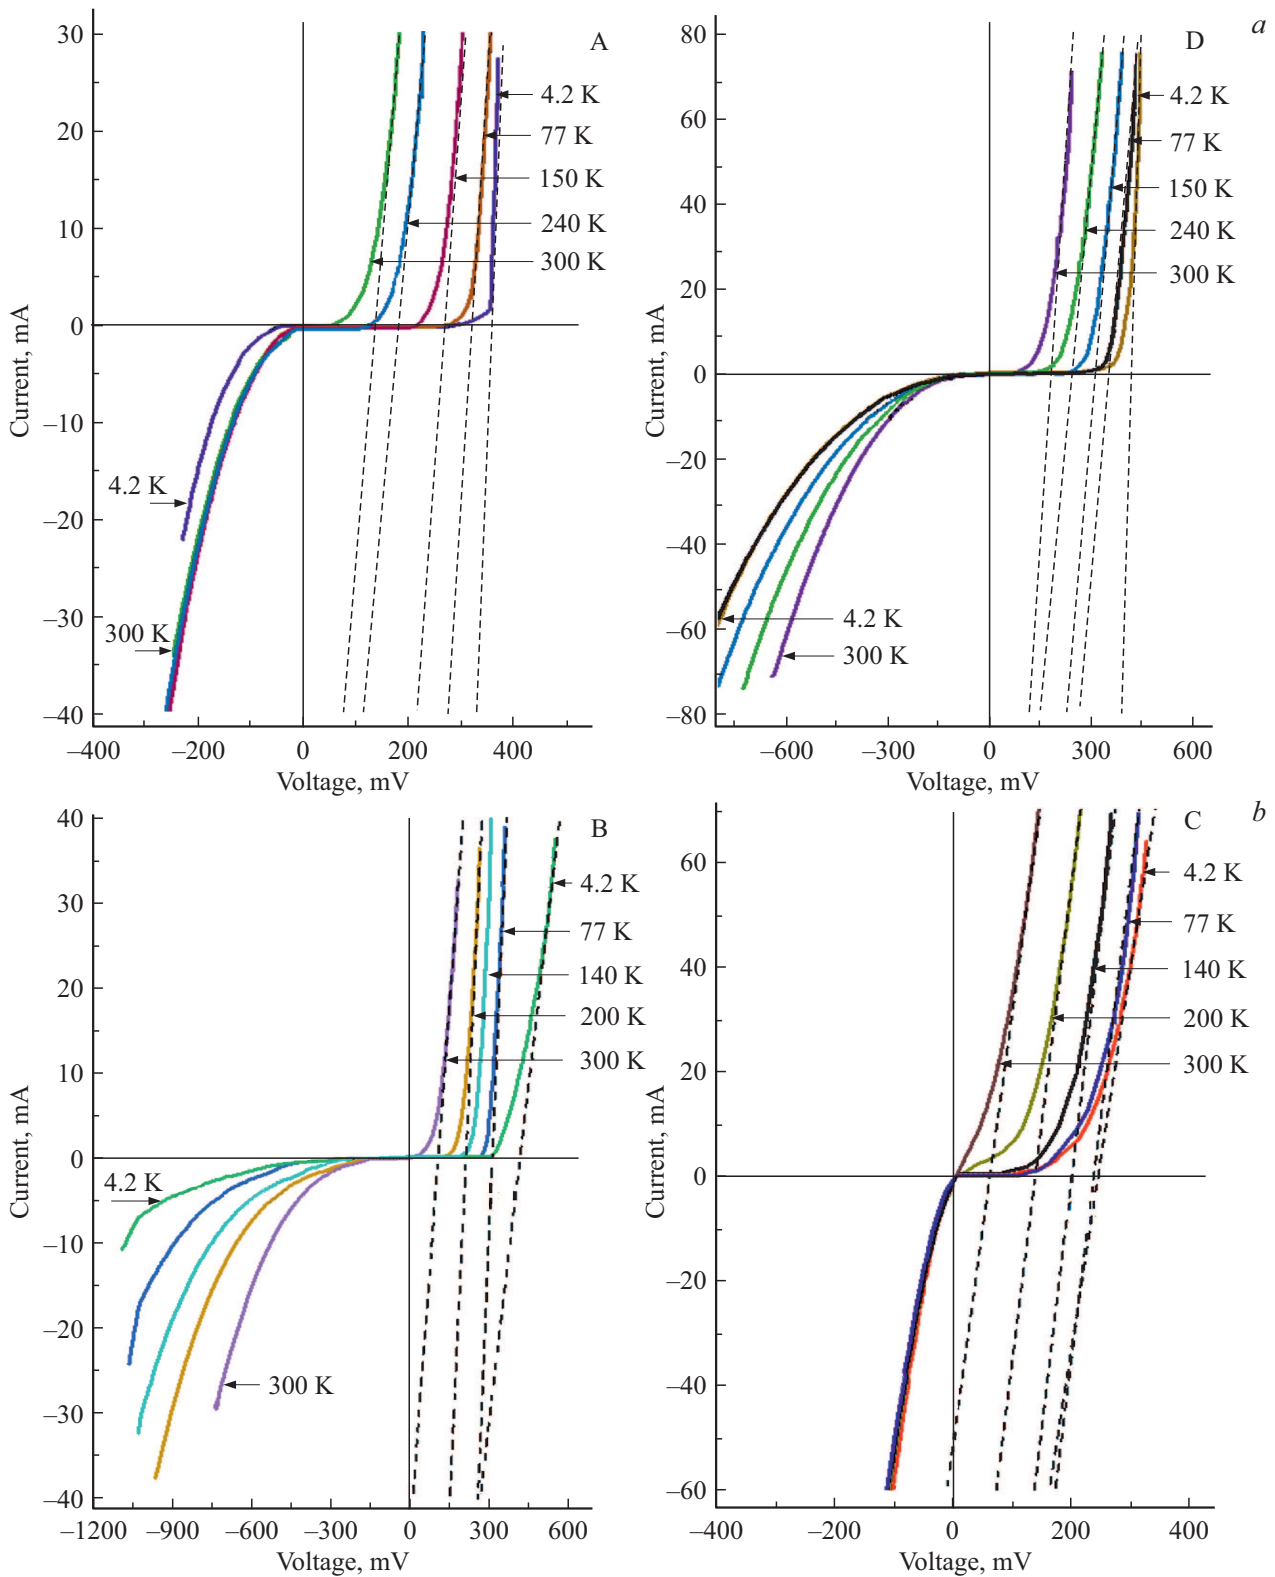 a
A
30
20
10
0
–10
–20
–30
–40
–400
–200
0
200
400
Current, mA
Voltage, mV
4.2 K
77 K
150 K
240 K
300 K
4.2 K
300 K
D
80
60
40
20
0
–20
–40
–60
–80
–600
–300
0
300
600
Current, mA
Voltage, mV
4.2 K
77 K
150 K
240 K
300 K
4.2 K
300 K
b
B
40
30
20
10
0
–10
–20
–30
–40
–1200
–900
–600
–300
0
300
600
Current, mA
Voltage, mV
4.2 K
77 K
140 K
200 K
300 K
4.2 K
300 K
C
60
40
20
0
–20
–40
–60
–400
–200
0
200
400
Current, mA
Voltage, mV
4.2 K
77 K
140 K
200 K
300 K